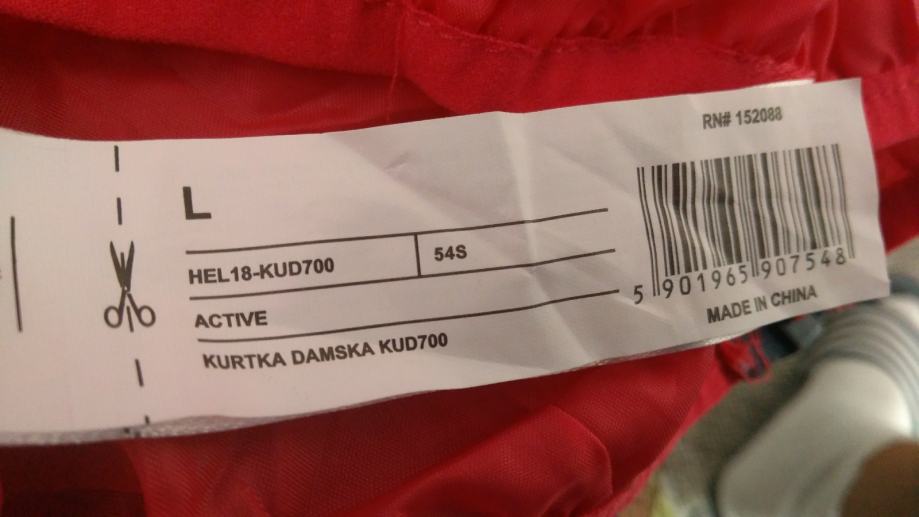 L
HEL18-KUD700 54S
ACTIVE
KURTKA DAMSKA KUD700
RN# 152088
5 901965 907548
MADE IN CHINA